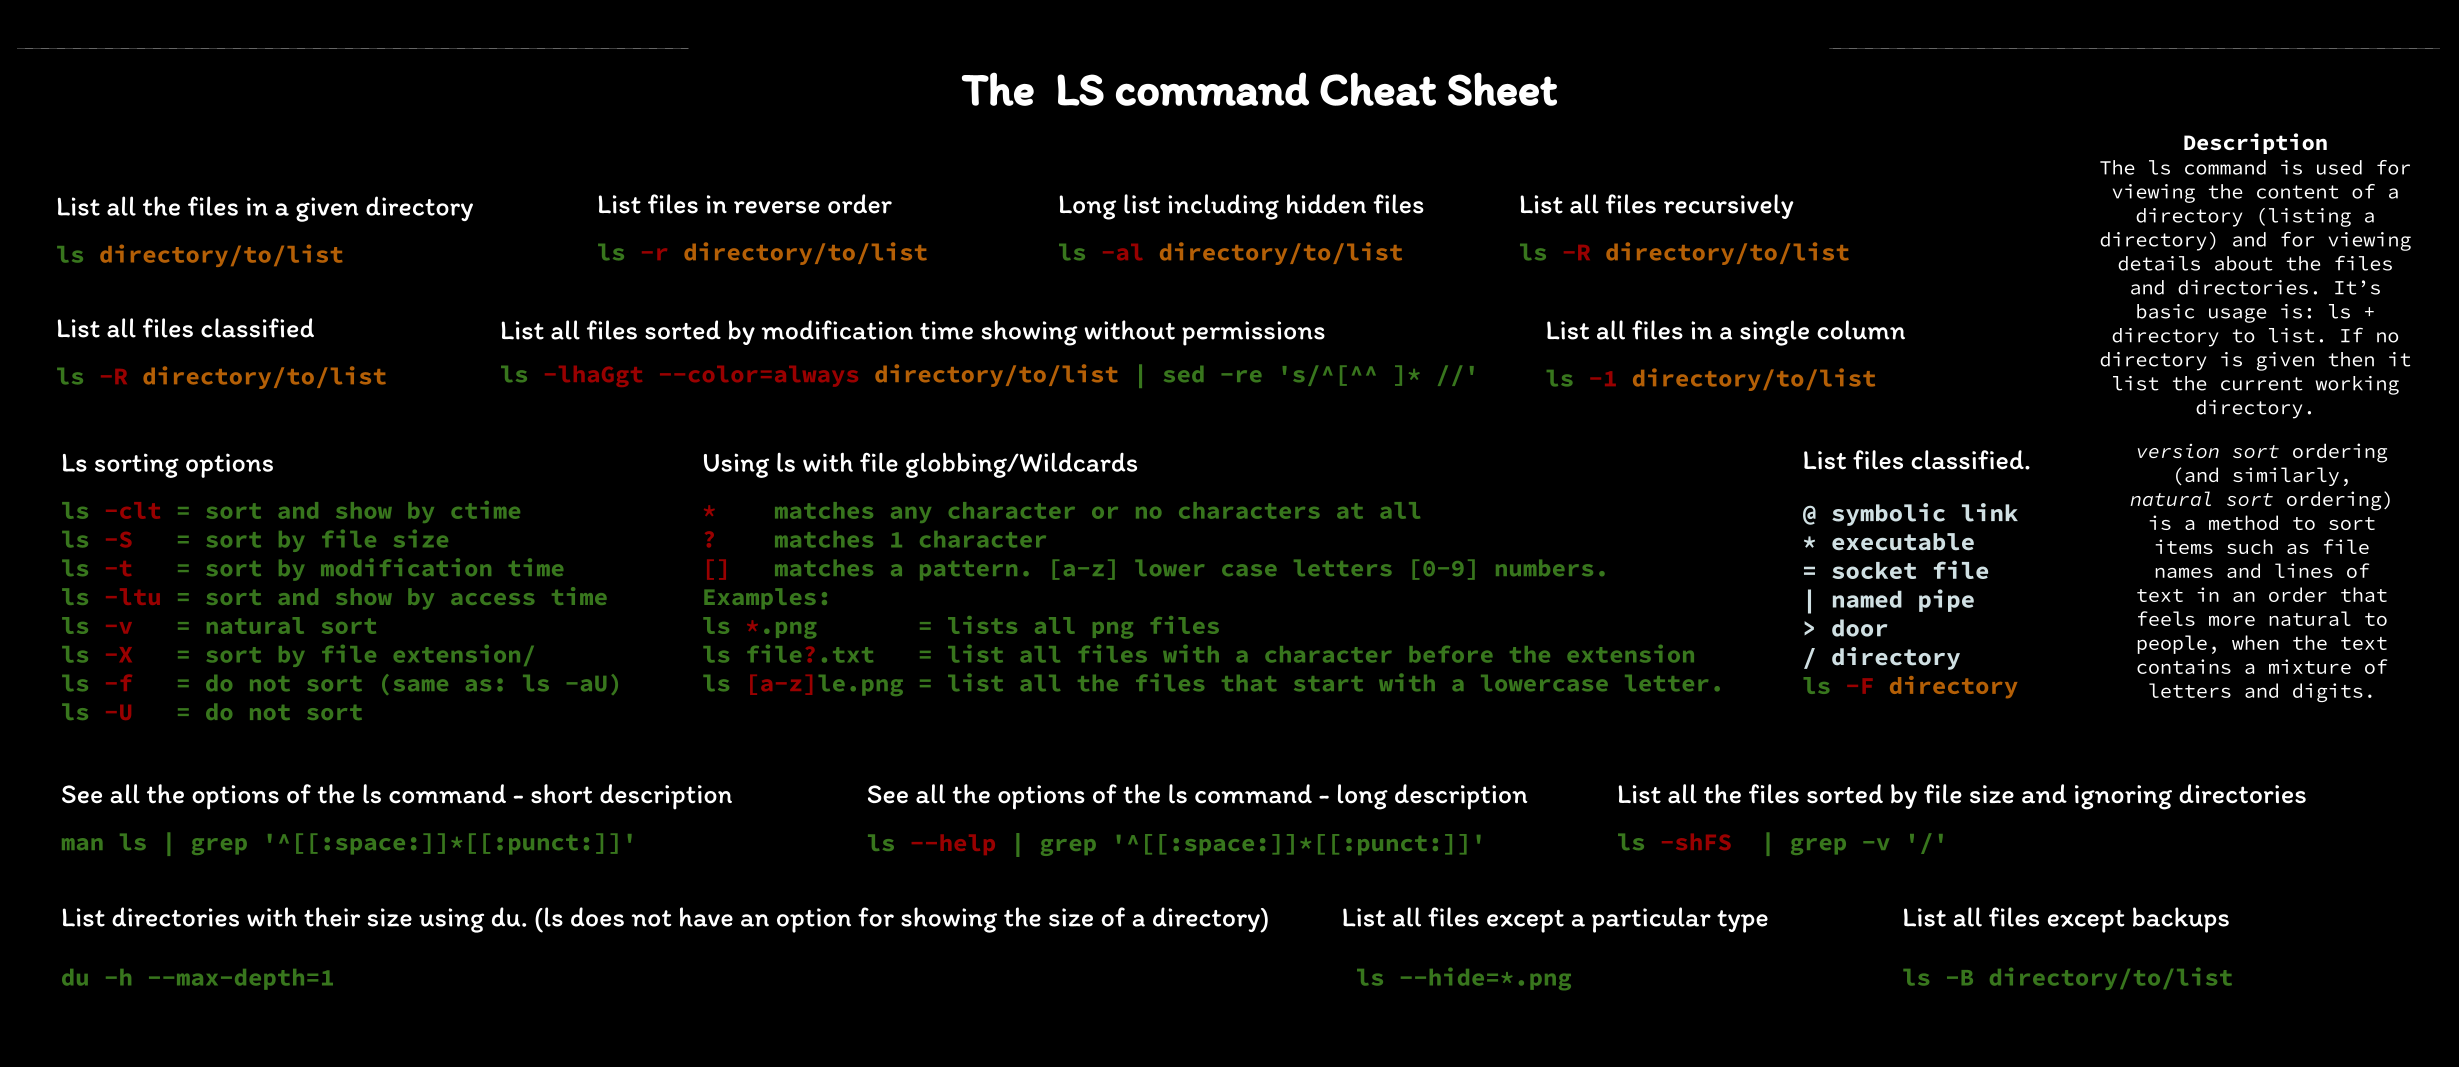 The LS command Cheat Sheet
Description
The ls command is used for
viewing the content of a
directory (listing a
directory) and for viewing
details about the files
and directories. It’s
basic usage is: ls +
directory to list. If no
directory is given then it
list the current working
directory.
version sort ordering
(and similarly,
natural sort ordering)
is a method to sort
items such as file
names and lines of
text in an order that
feels more natural to
people, when the text
contains a mixture of
letters and digits.
List all the files in a given directory
ls directory/to/list
List files in reverse order
ls -r directory/to/list
Long list including hidden files
ls -al directory/to/list
List all files recursively
ls -R directory/to/list
List all files classified
ls -R directory/to/list
List all files sorted by modification time showing without permissions
ls -lhaGgt --color=always directory/to/list | sed -re 's/^[^^ ]* //'
List all files in a single column
ls -1 directory/to/list
Ls sorting options
ls -clt = sort and show by ctime
ls -S = sort by file size
ls -t = sort by modification time
ls -ltu = sort and show by access time
ls -v = natural sort
ls -X = sort by file extension/
ls -f = do not sort (same as: ls -aU)
ls -U = do not sort
Using ls with file globbing/Wildcards
* matches any character or no characters at all
? matches 1 character
[] matches a pattern. [a-z] lower case letters [0-9] numbers.
Examples:
ls *.png = lists all png files
ls file?.txt = list all files with a character before the extension
ls [a-z]le.png = list all the files that start with a lowercase letter.
List files classified.
@ symbolic link
* executable
= socket file
| named pipe
> door
/ directory
ls -F directory
See all the options of the ls command - short description
man ls | grep '^[[:space:]]*[[:punct:]]'
See all the options of the ls command - long description
ls --help | grep '^[[:space:]]*[[:punct:]]'
List all the files sorted by file size and ignoring directories
ls -shFS | grep -v '/'
List directories with their size using du. (ls does not have an option for showing the size of a directory)
du -h --max-depth=1
List all files except a particular type
ls --hide=*.png
List all files except backups
ls -B directory/to/list